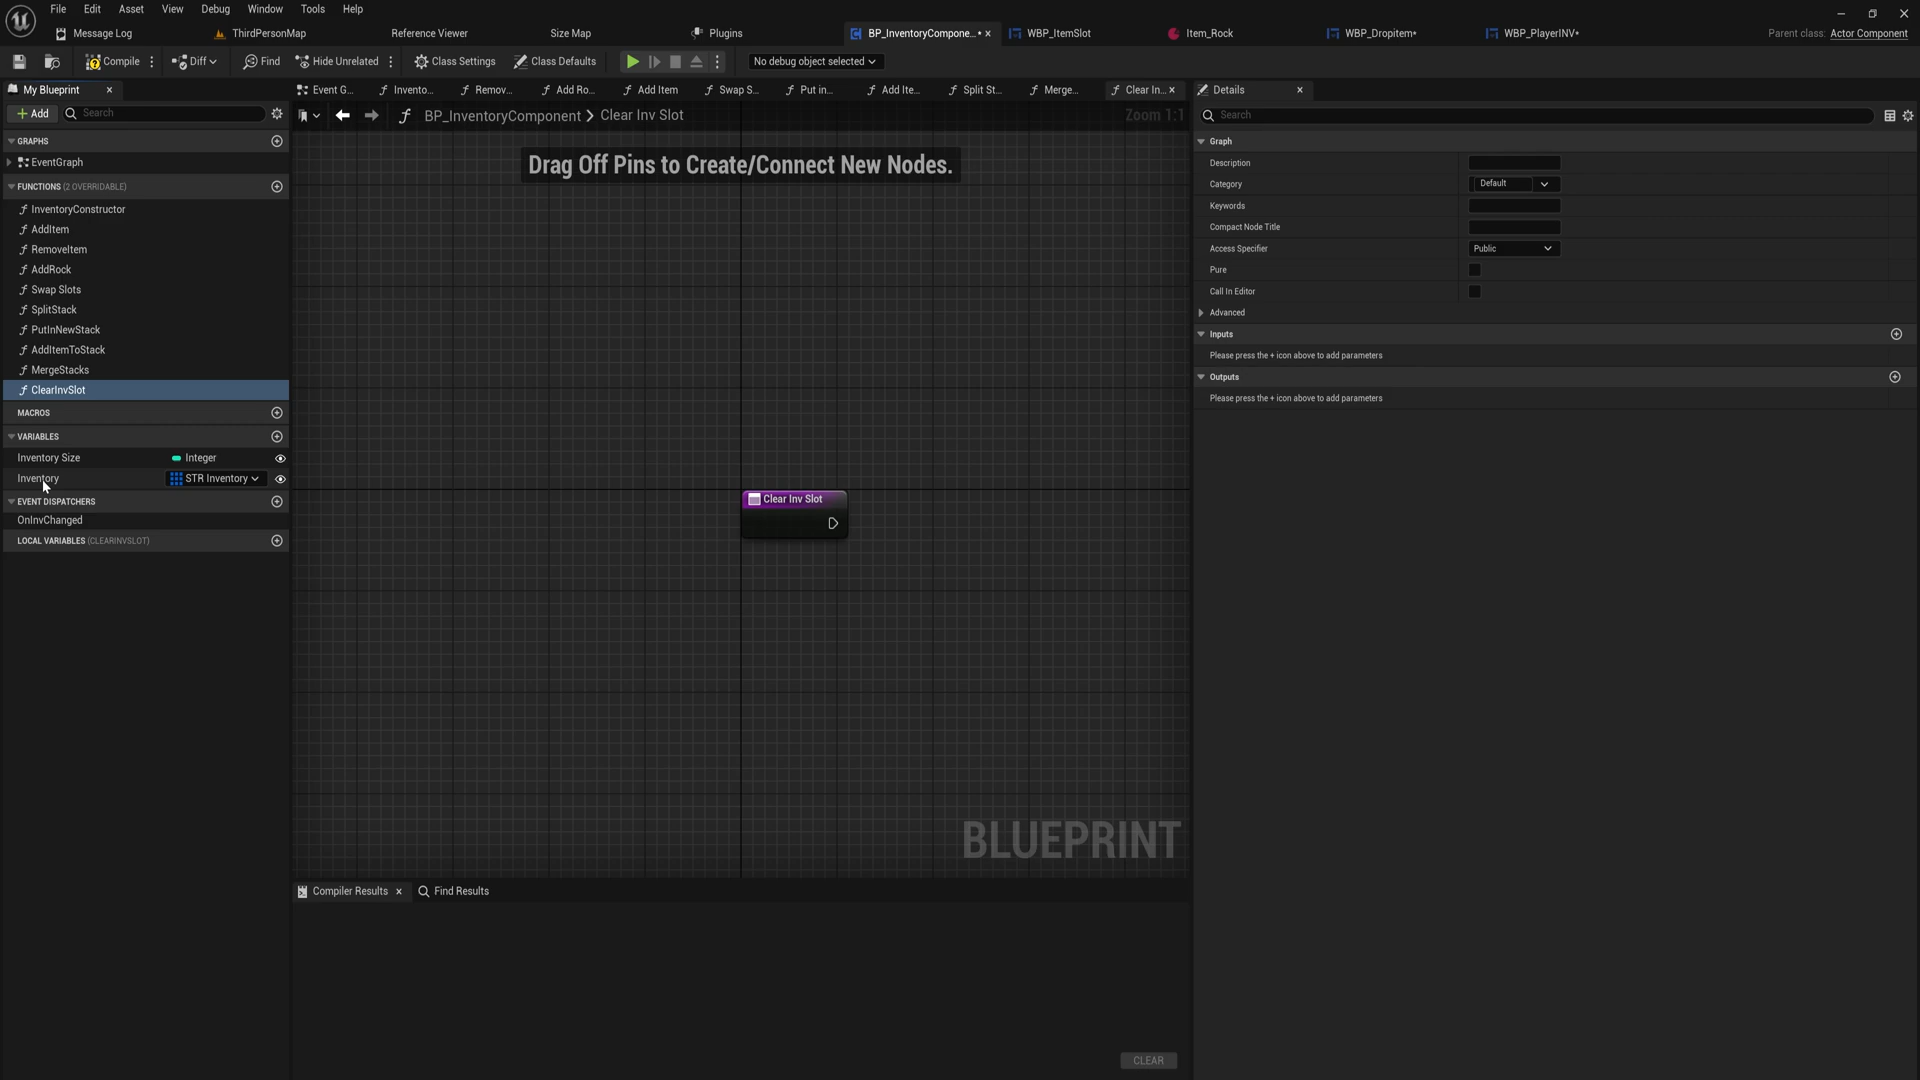 File Edit Asset View Debug Window Tools Help
Message Log ThirdPersonMap Reference Viewer Size Map Plugins BP_InventoryCompone...* WBP_ItemSlot Item_Rock WBP_Dropitem* WBP_PlayerINV* Parent class: Actor Component
Compile Diff Find Hide Unrelated Class Settings Class Defaults No debug object selected
My Blueprint
Event G... Invento... Remov... Add Ro... Add Item Swap S... Put in... Add Ite... Split St... Merge... Clear In...
Details
+ Add Search
BP_InventoryComponent > Clear Inv Slot Zoom 1:1
Search
GRAPHS
EventGraph
FUNCTIONS (2 OVERRIDABLE)
InventoryConstructor
AddItem
RemoveItem
AddRock
Swap Slots
SplitStack
PutInNewStack
AddItemToStack
MergeStacks
ClearInvSlot
MACROS
VARIABLES
Inventory Size Integer
Inventory STR Inventory
EVENT DISPATCHERS
OnInvChanged
LOCAL VARIABLES (CLEARINVSLOT)
Drag Off Pins to Create/Connect New Nodes.
Clear Inv Slot
BLUEPRINT
Compiler Results Find Results
CLEAR
Graph
Description
Category Default
Keywords
Compact Node Title
Access Specifier Public
Pure
Call In Editor
Advanced
Inputs
Please press the + icon above to add parameters
Outputs
Please press the + icon above to add parameters